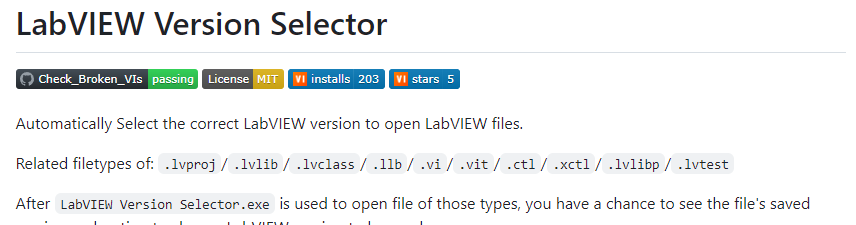 LabVIEW Version Selector
Check_Broken_VIs passing License MIT VI installs 203 VI stars 5
Automatically Select the correct LabVIEW version to open LabVIEW files.
Related filetypes of: .lvproj / .lvlib / .lvclass / .llb / .vi / .vit / .ctl / .xctl / .lvlibp / .lvtest
After LabVIEW Version Selector.exe is used to open file of those types, you have a chance to see the file's saved